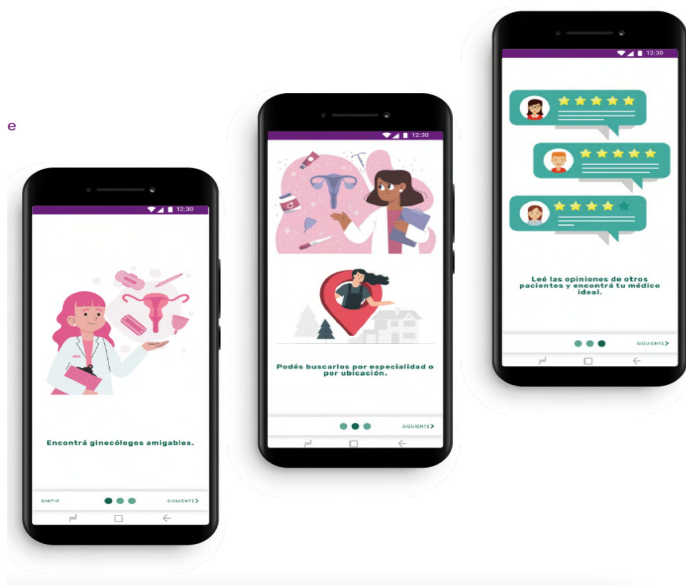 e
12:30
Encontrá ginecólogos amigables.
OMITIR
SIGUIENTE >
12:30
Podés buscarlos por especialidad o
por ubicación.
SIGUIENTE >
12:30
Leé las opiniones de otros
pacientes y encontrá tu médico
ideal.
SIGUIENTE >